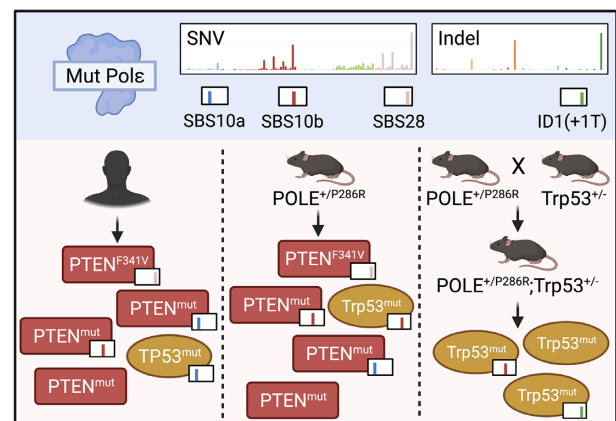 Mut Polε
SNV
Indel
SBS10a
SBS10b
SBS28
ID1(+1T)
POLE+/P286R
POLE+/P286R
X
Trp53+/-
POLE+/P286R;Trp53+/-
PTENF341V
PTENmut
PTENmut
TP53mut
PTENmut
PTENF341V
PTENmut
Trp53mut
PTENmut
PTENmut
Trp53mut
Trp53mut
Trp53mut